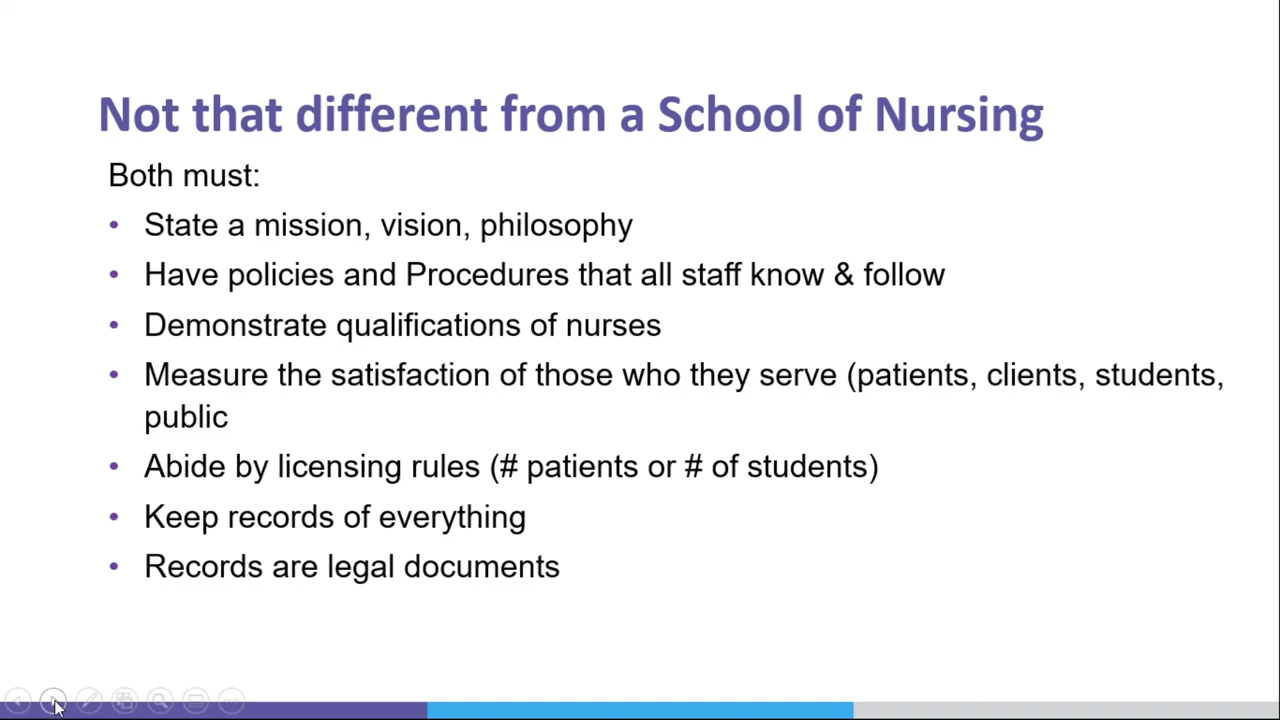 Not that different from a School of Nursing
Both must:
• State a mission, vision, philosophy
• Have policies and Procedures that all staff know & follow
• Demonstrate qualifications of nurses
• Measure the satisfaction of those who they serve (patients, clients, students,
public
• Abide by licensing rules (# patients or # of students)
• Keep records of everything
• Records are legal documents